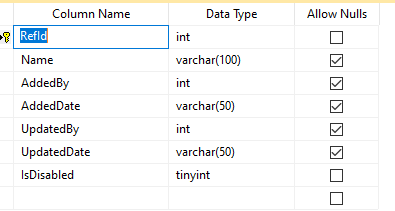 Column Name Data Type Allow Nulls
RefId int
Name varchar(100)
AddedBy int
AddedDate varchar(50)
UpdatedBy int
UpdatedDate varchar(50)
IsDisabled tinyint